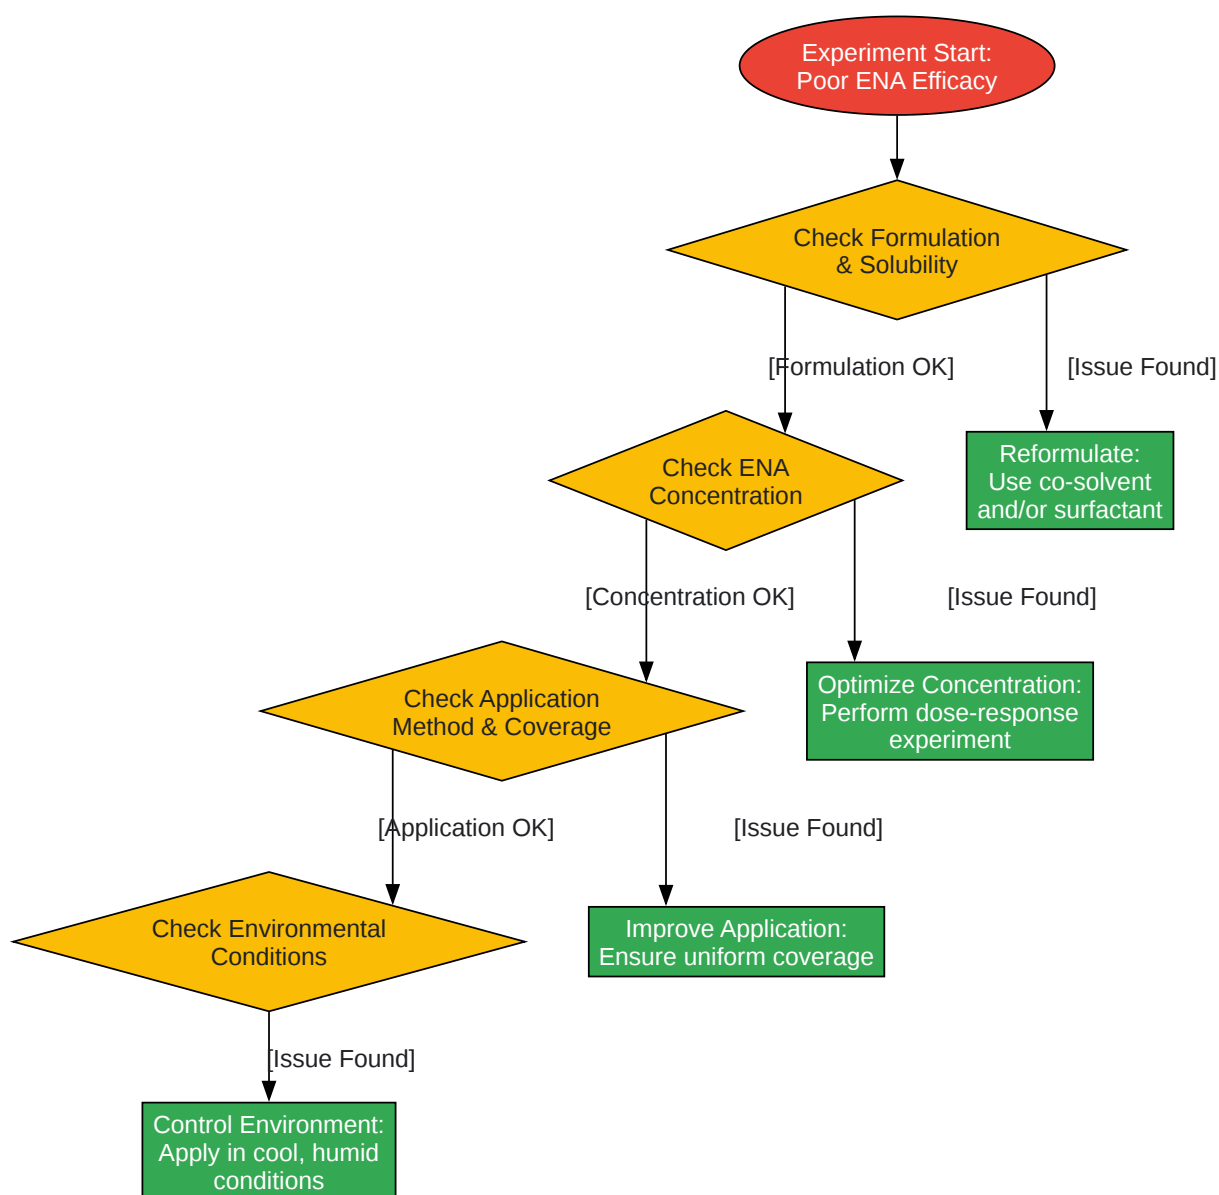 Experiment Start:
Poor ENA Efficacy
Check Formulation
& Solubility
[Formulation OK]
[Issue Found]
Check ENA
Concentration
Reformulate:
Use co-solvent
and/or surfactant
[Concentration OK]
[Issue Found]
Check Application
Method & Coverage
Optimize Concentration:
Perform dose-response
experiment
[Application OK]
[Issue Found]
Check Environmental
Conditions
Improve Application:
Ensure uniform coverage
[Issue Found]
Control Environment:
Apply in cool, humid
conditions